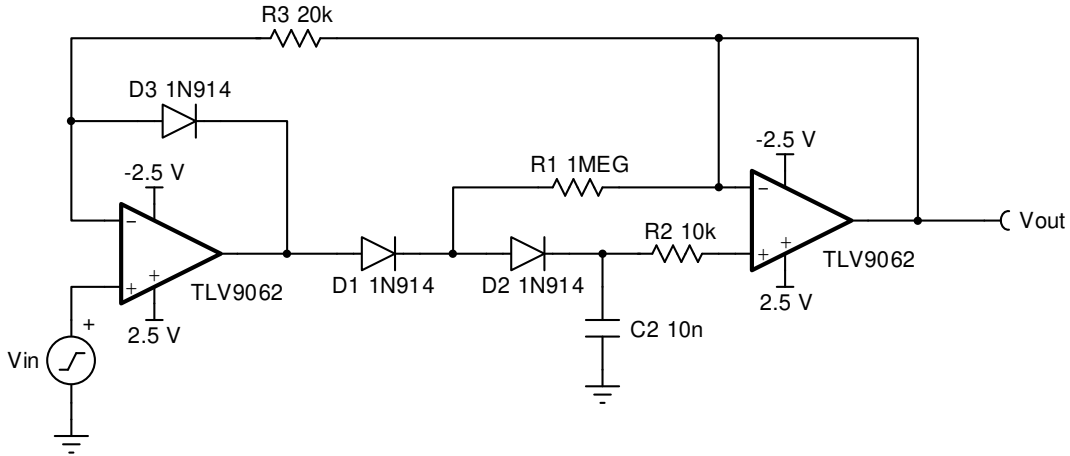 R3 20k
D3 1N914
-2.5 V
-2.5 V
R1 1MEG
R2 10k
Vout
D1 1N914
D2 1N914
TLV9062
TLV9062
2.5 V
2.5 V
C2 10n
Vin